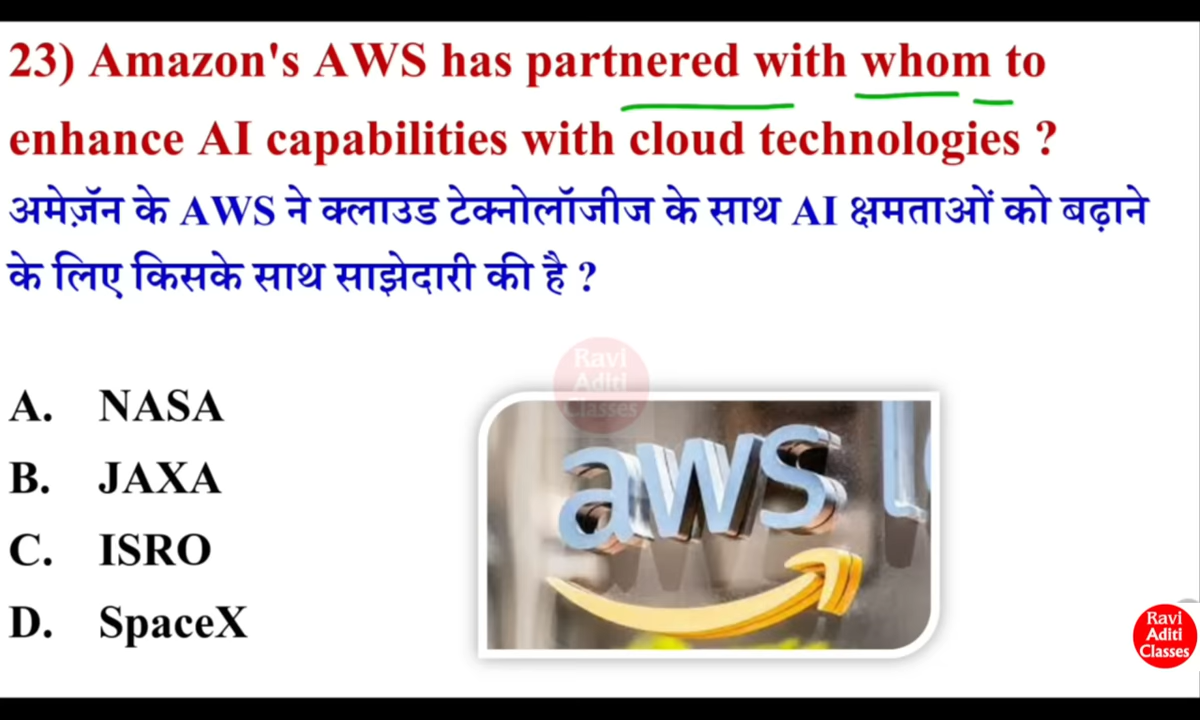 23) Amazon's AWS has partnered with whom to
enhance AI capabilities with cloud technologies ?
अमेज़ॅन के AWS ने क्लाउड टेक्नोलॉजीज के साथ AI क्षमताओं को बढ़ाने
के लिए किसके साथ साझेदारी की है ?
A. NASA
B. JAXA
C. ISRO
D. SpaceX
Ravi
Aditi
Classes
aws
Ravi
Aditi
Classes